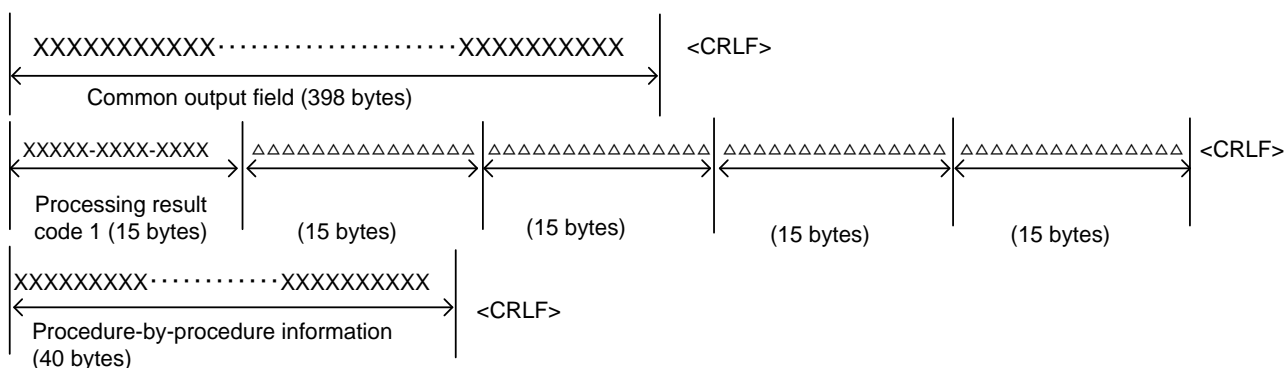 XXXXXXXXXXX······················XXXXXXXXXX <CRLF>
Common output field (398 bytes)
XXXXX-XXXX-XXXX △△△△△△△△△△△△△△△ △△△△△△△△△△△△△△△ △△△△△△△△△△△△△△△ △△△△△△△△△△△△△△△ <CRLF>
Processing result
code 1 (15 bytes) (15 bytes) (15 bytes) (15 bytes) (15 bytes)
XXXXXXXXX············XXXXXXXXXX <CRLF>
Procedure-by-procedure information
(40 bytes)